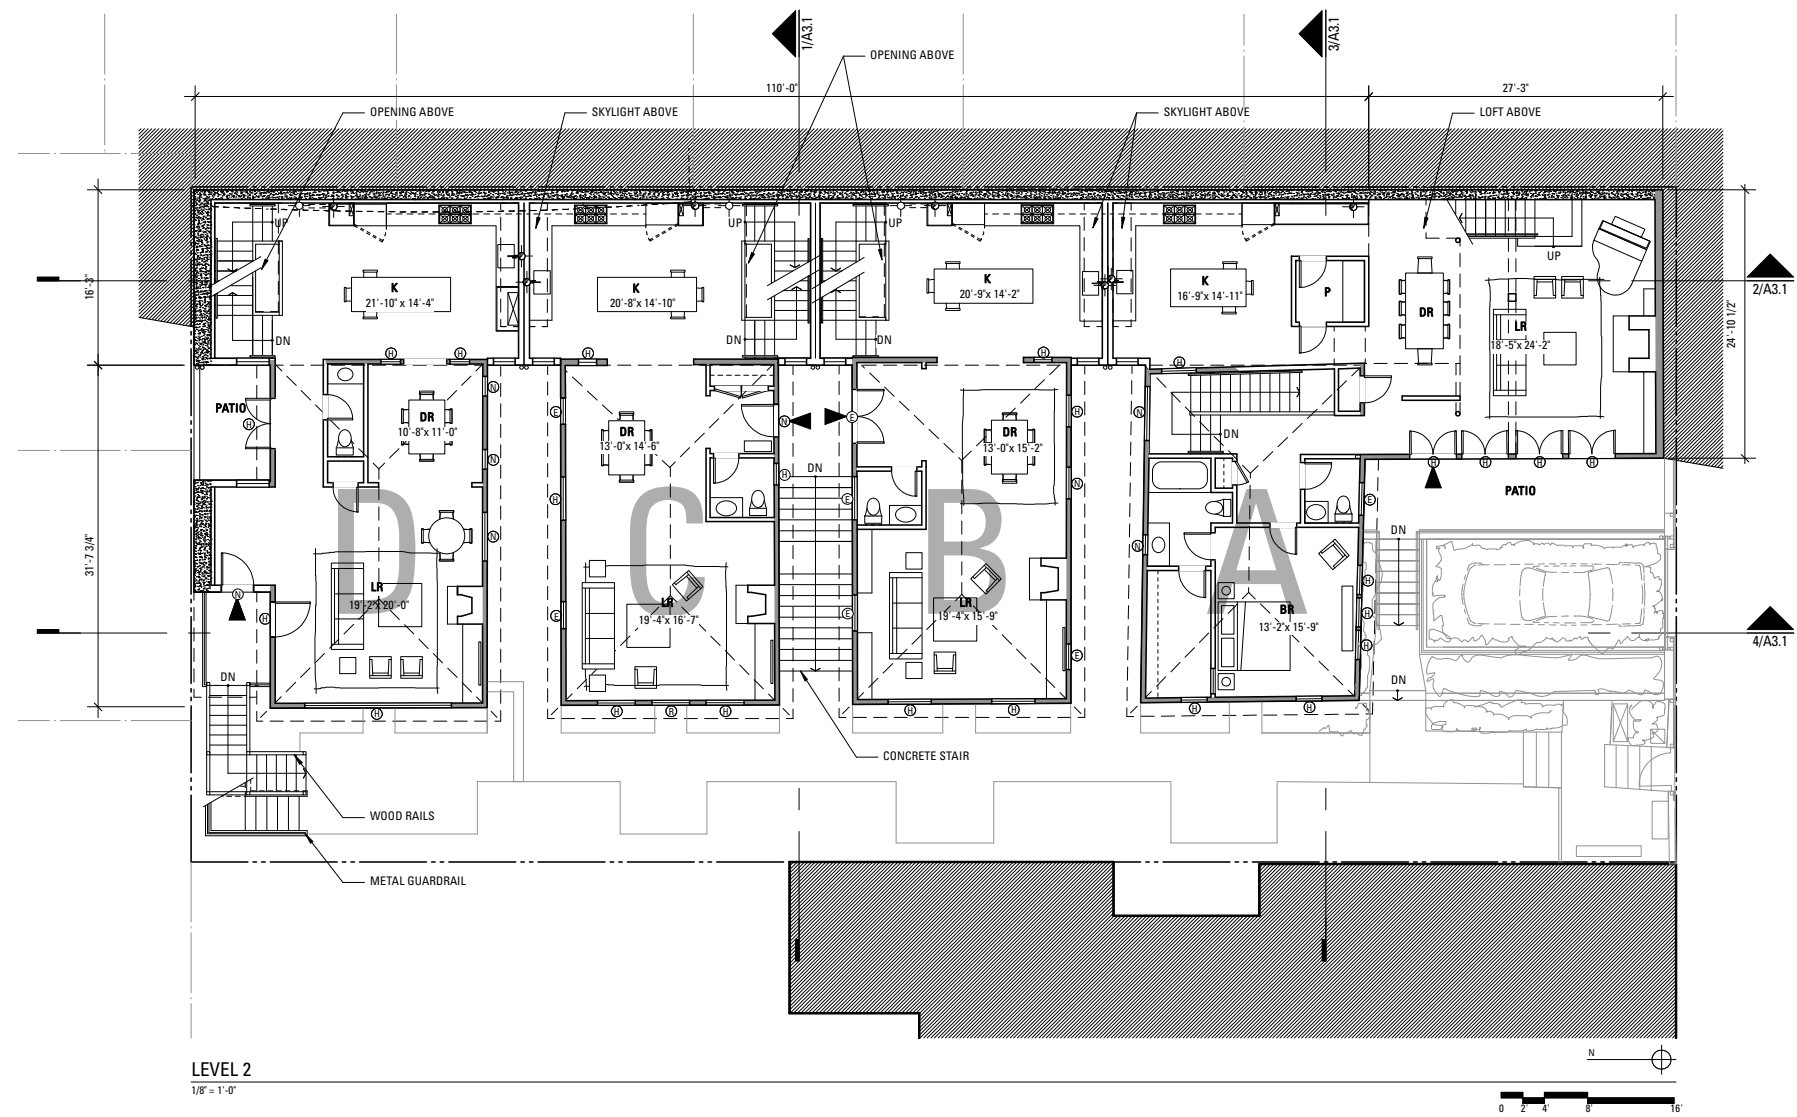 1/A3.1
3/A3.1
OPENING ABOVE
110'-0"
27'-3"
OPENING ABOVE
SKYLIGHT ABOVE
SKYLIGHT ABOVE
LOFT ABOVE
UP
UP
UP
UP
16'-3"
K
21'-10" x 14'-4"
K
20'-8" x 14'-10"
K
20'-9" x 14'-2"
K
16'-9" x 14'-11"
P
DR
LR
18'-5" x 24'-2"
2/A3.1
24'-10 1/2"
DN
DN
DN
PATIO
DR
10'-8" x 11'-0"
DR
13'-0" x 14'-6"
DR
13'-0" x 15'-2"
DN
DN
PATIO
D
C
B
A
31'-7 3/4"
DN
LR
19'-2" x 20'-0"
LR
19'-4" x 16'-7"
LR
19'-4 x 15'-9"
BR
13'-2" x 15'-9"
4/A3.1
DN
DN
H
H
H
H
H
N
N
N
N
H
H
H
E
H
E
H
R
H
N
H
E
E
E
H
N
E
H
H
H
N
N
H
H
H
H
H
H
E
H
H
H
CONCRETE STAIR
WOOD RAILS
METAL GUARDRAIL
LEVEL 2
1/8" = 1'-0"
N
0 2' 4' 8' 16'